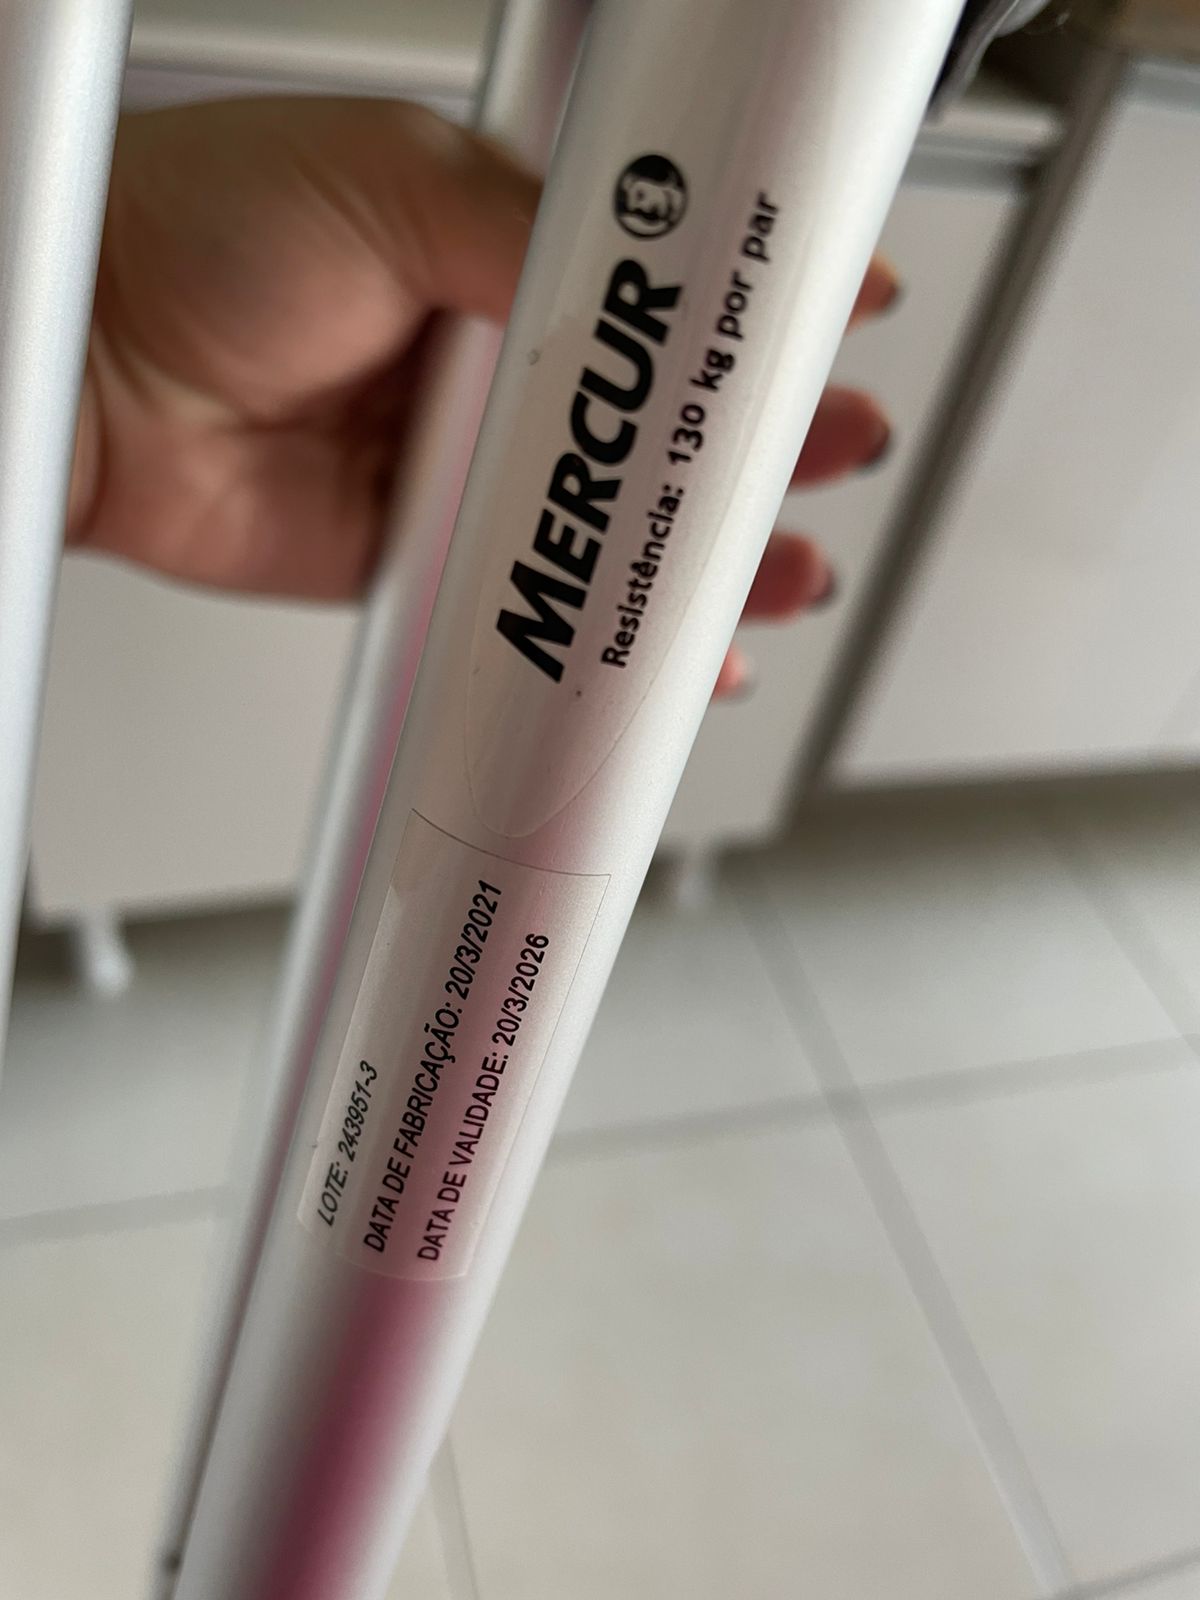 MERCUR
Resistência: 130 kg por par
LOTE: 243951-3
DATA DE FABRICAÇÃO: 20/3/2021
DATA DE VALIDADE: 20/3/2026